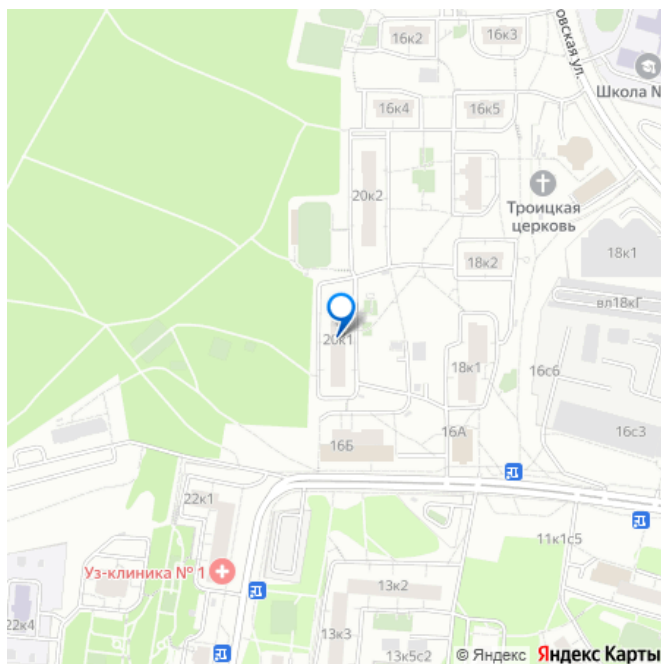 16к2
16к3
овская ул.
Школа N
16к4
16к5
20к2
Троицкая
церковь
18к2
18к1
вл18кГ
20к1
18к1
16с6
16Б
16А
16с3
22к1
11к1с5
Уз-клиника № 1
13к2
22к4
13к3
13к5с2
© Яндекс Яндекс Карты